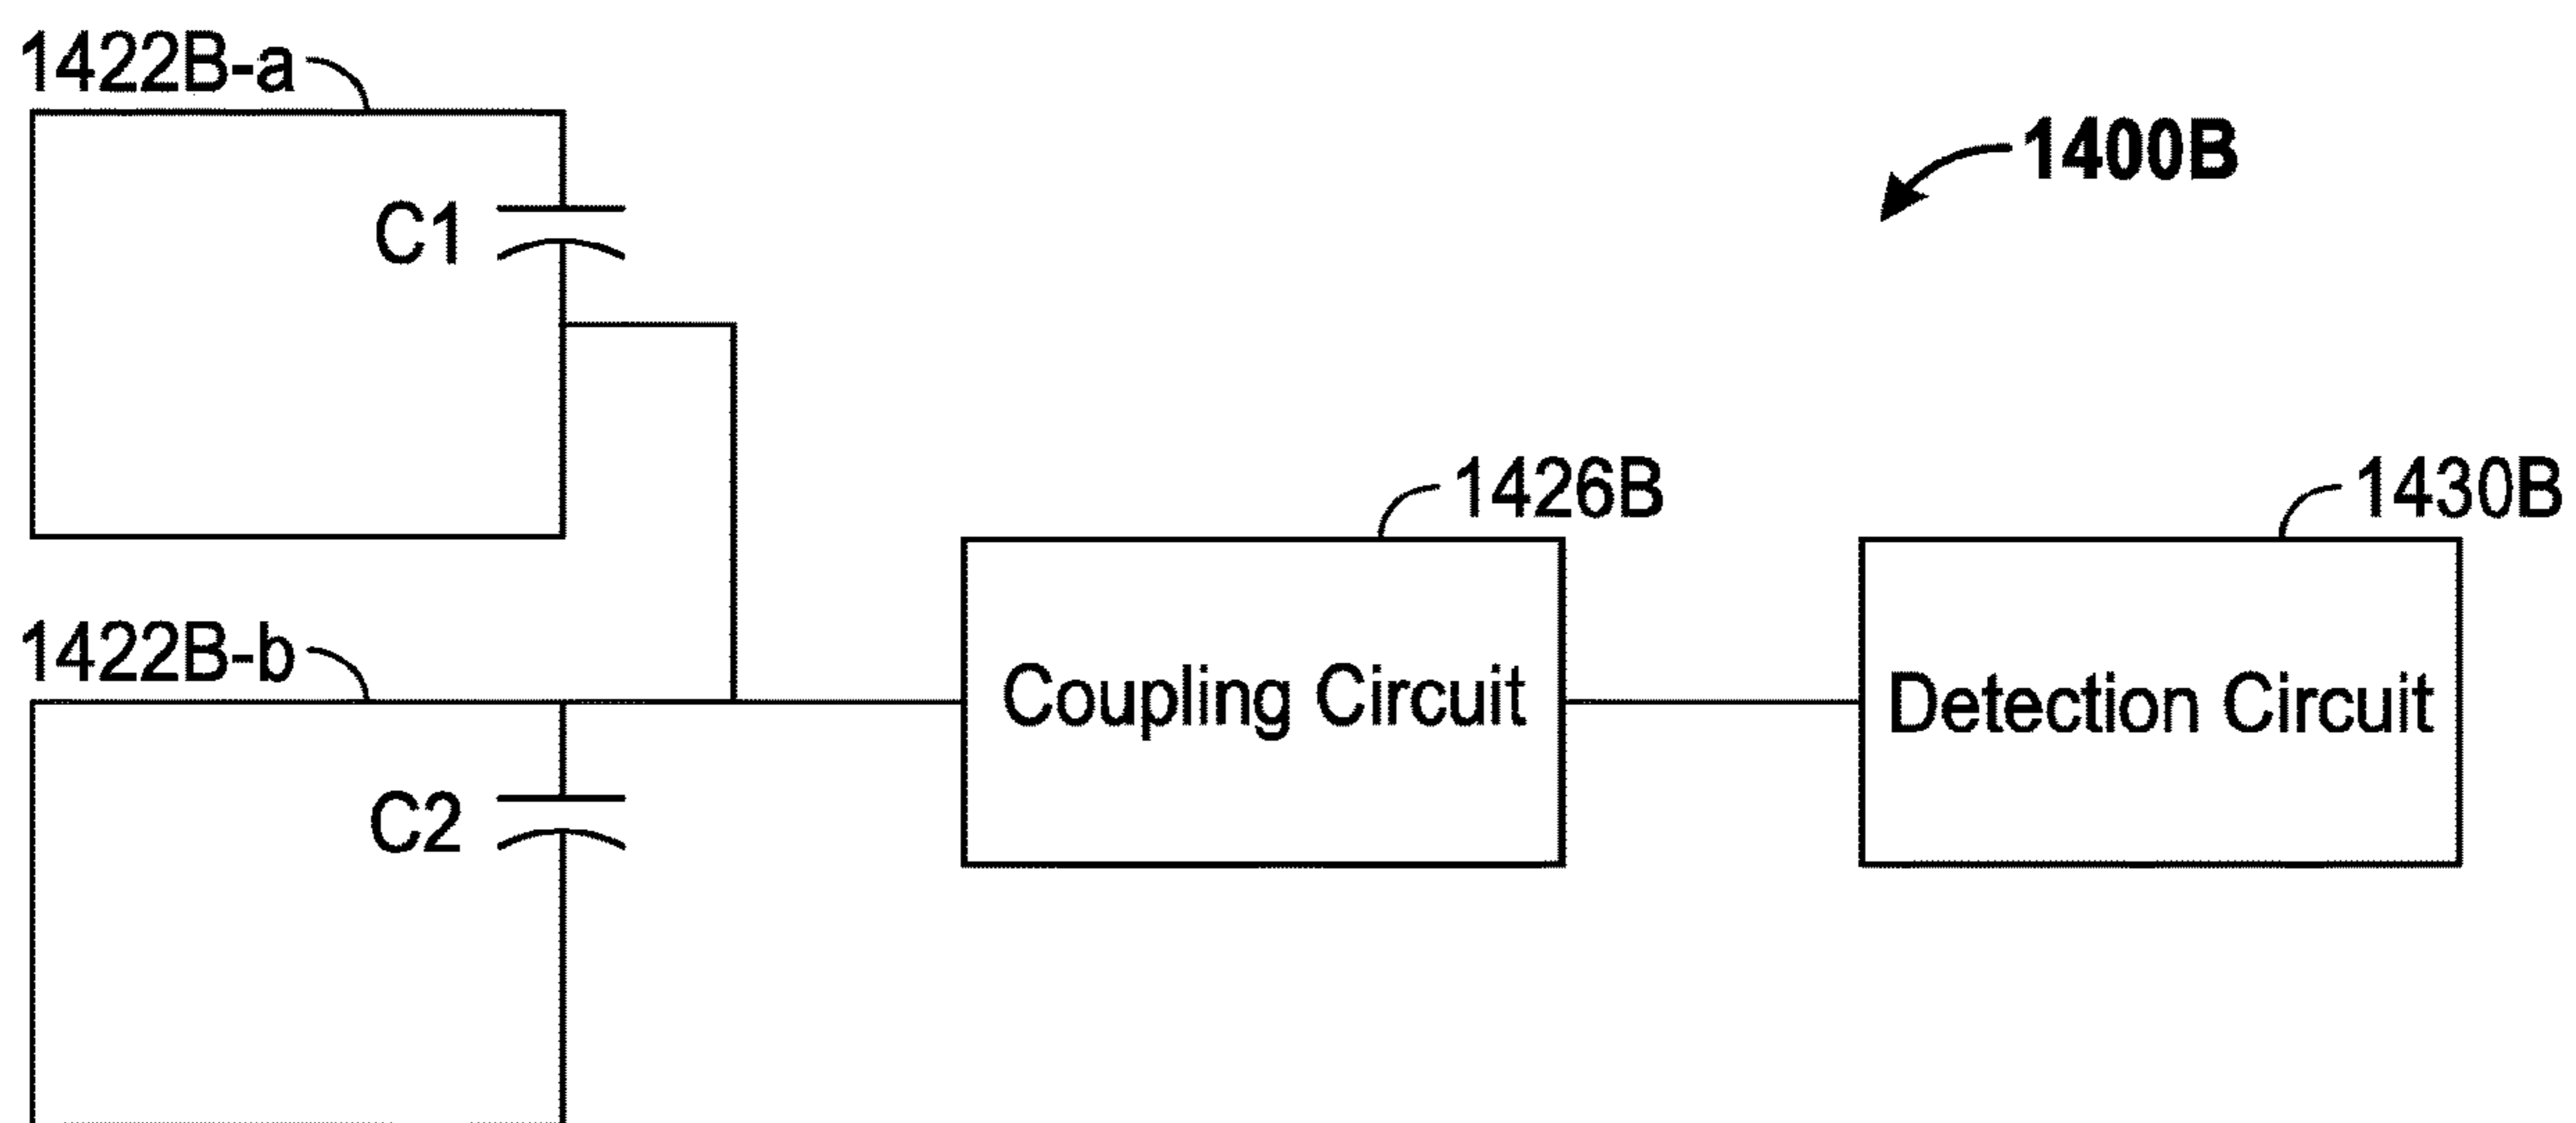 1422B-a
1400B
C1
1426B
1430B
1422B-b
Coupling Circuit
Detection Circuit
C2